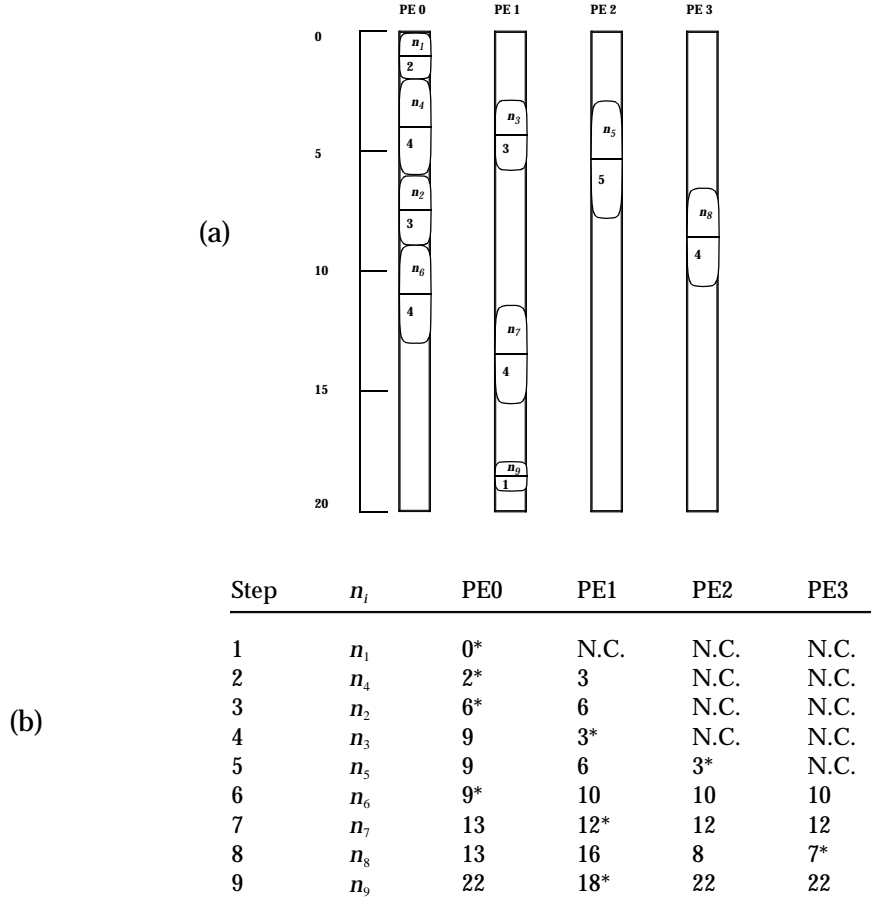 PE 0 PE 1 PE 2 PE 3
0
n1
2
n4
n3
n5
4
3
5
5
n2
n8
3
4
(a)
10
n6
4
n7
4
15
n9
1
20
Step ni PE0 PE1 PE2 PE3
1 n1 0* N.C. N.C. N.C.
2 n4 2* 3 N.C. N.C.
3 n2 6* 6 N.C. N.C.
(b)
4 n3 9 3* N.C. N.C.
5 n5 9 6 3* N.C.
6 n6 9* 10 10 10
7 n7 13 12* 12 12
8 n8 13 16 8 7*
9 n9 22 18* 22 22